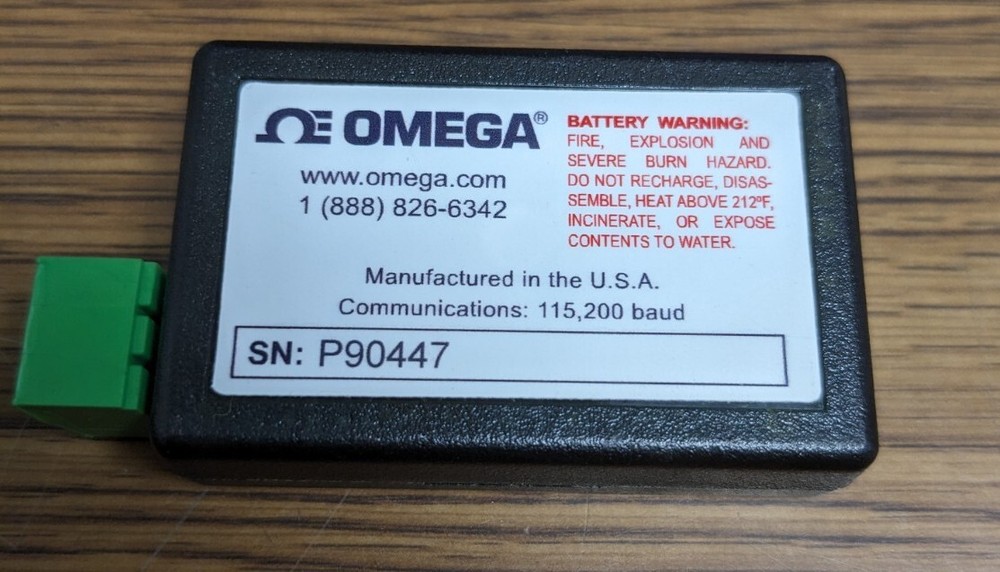 OMEGA®
www.omega.com
1 (888) 826-6342
BATTERY WARNING:
FIRE, EXPLOSION AND
SEVERE BURN HAZARD.
DO NOT RECHARGE, DISAS-
SEMBLE, HEAT ABOVE 212ºF,
INCINERATE, OR EXPOSE
CONTENTS TO WATER.
Manufactured in the U.S.A.
Communications: 115,200 baud
SN: P90447